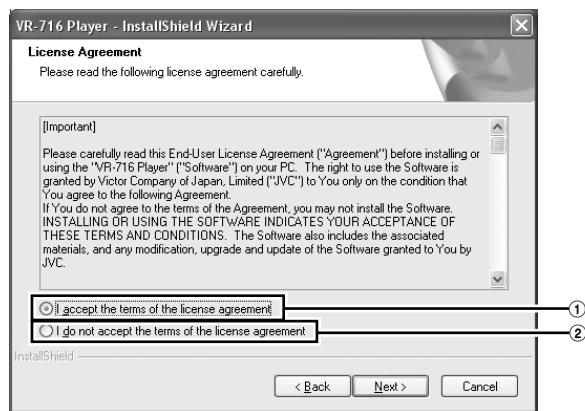 VR-716 Player - InstallShield Wizard
License Agreement
Please read the following license agreement carefully.
[Important]
Please carefully read this End-User License Agreement ("Agreement") before installing or
using the "VR-716 Player" ("Software") on your PC. The right to use the Software is
granted by Victor Company of Japan, Limited ("JVC") to You only on the condition that
You agree to the following Agreement.
If You do not agree to the terms of the Agreement, you may not install the Software.
INSTALLING OR USING THE SOFTWARE INDICATES YOUR ACCEPTANCE OF
THESE TERMS AND CONDITIONS. The Software also includes the associated
materials, and any modification, upgrade and update of the Software granted to You by
JVC.
I accept the terms of the license agreement
①
I do not accept the terms of the license agreement
②
InstallShield
< Back Next > Cancel